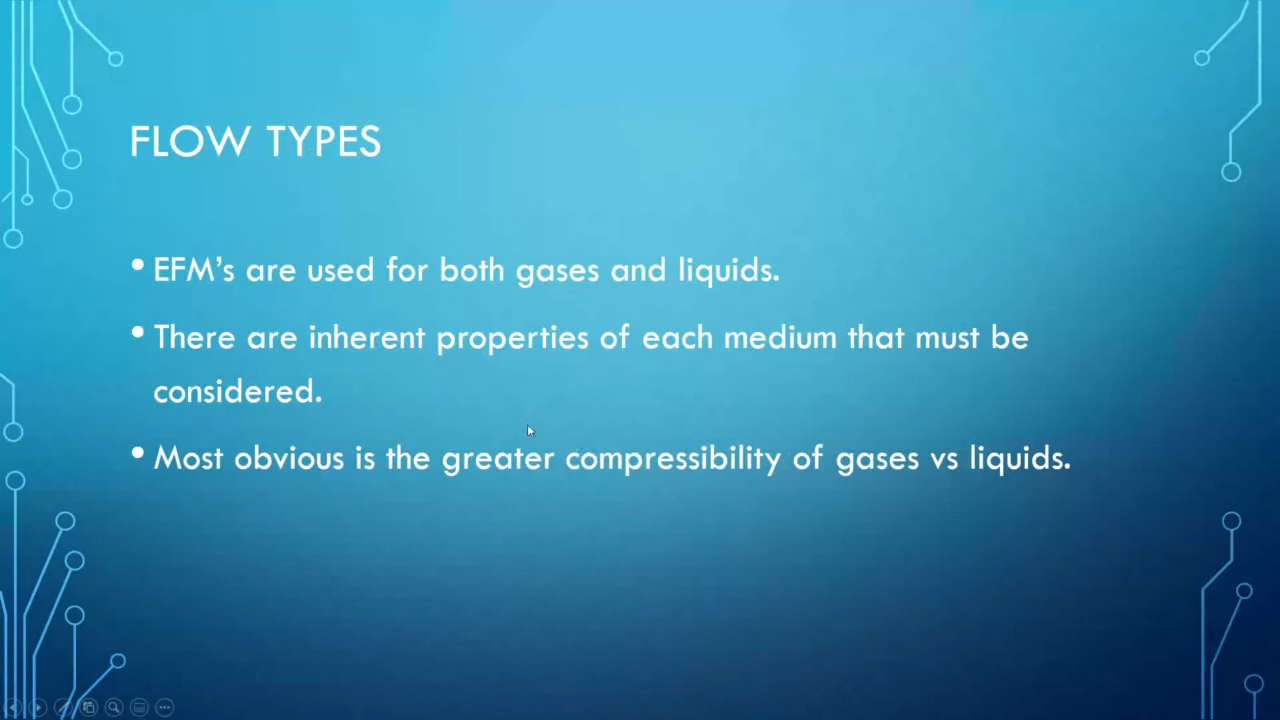 FLOW TYPES
• EFM's are used for both gases and liquids.
• There are inherent properties of each medium that must be
considered.
• Most obvious is the greater compressibility of gases vs liquids.